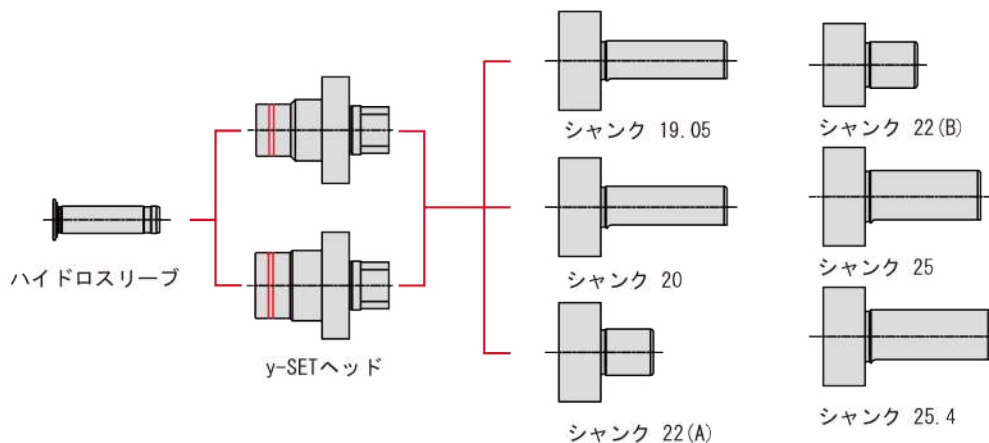 ハイドロスリーブ
y-SETヘッド
シャンク 19.05
シャンク 20
シャンク 22(A)
シャンク 22(B)
シャンク 25
シャンク 25.4